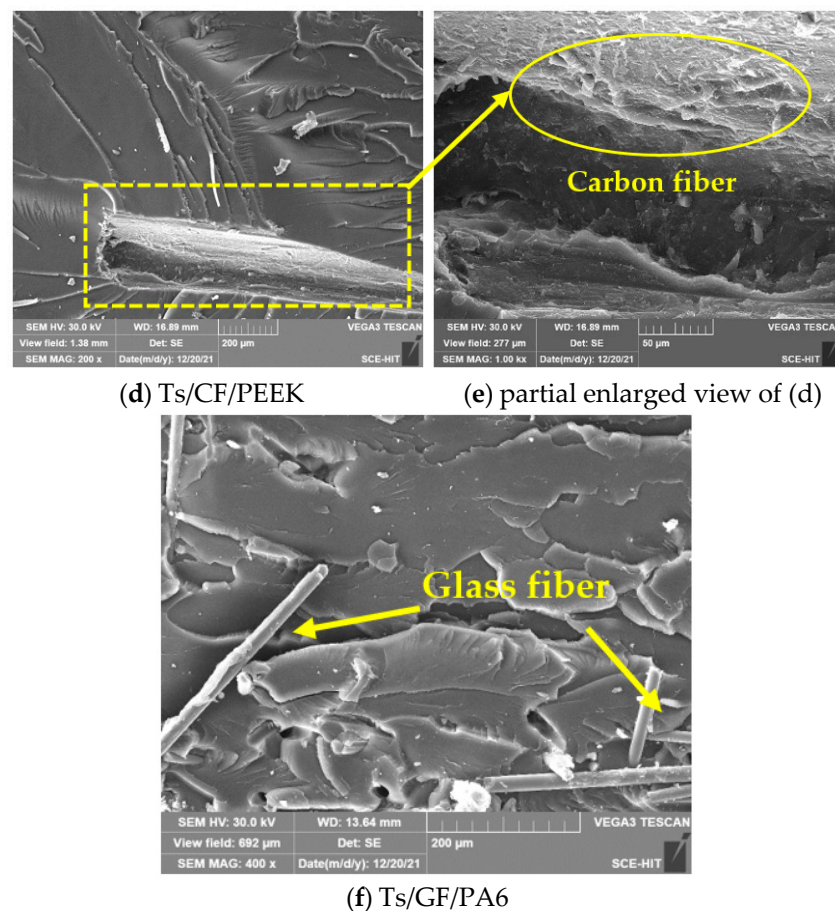 Carbon fiber
SEM HV: 30.0 kV WD: 16.89 mm VEGA3 TESCAN
View field: 1.38 mm Det: SE 200 µm
SEM MAG: 200 x Date(m/d/y): 12/20/21 SCE-HIT
SEM HV: 30.0 kV WD: 16.89 mm VEGA3 TESCAN
View field: 277 µm Det: SE 50 µm
SEM MAG: 1.00 kx Date(m/d/y): 12/20/21 SCE-HIT
(d) Ts/CF/PEEK
(e) partial enlarged view of (d)
Glass fiber
SEM HV: 30.0 kV WD: 13.64 mm VEGA3 TESCAN
View field: 692 µm Det: SE 200 µm
SEM MAG: 400 x Date(m/d/y): 12/20/21 SCE-HIT
(f) Ts/GF/PA6